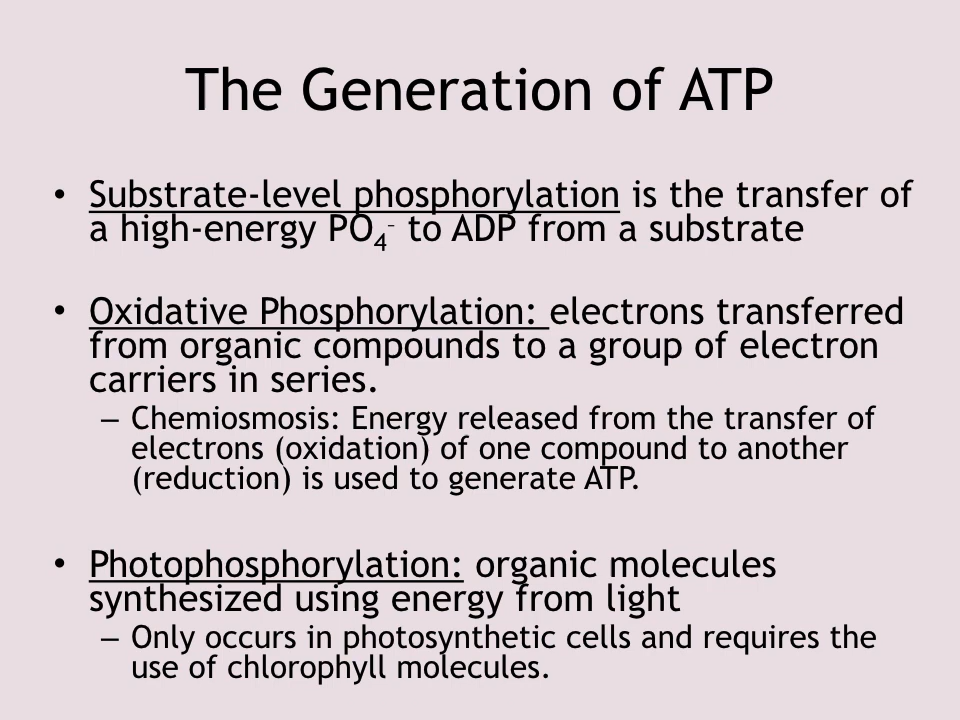 The Generation of ATP
• Substrate-level phosphorylation is the transfer of
a high-energy PO₄⁻ to ADP from a substrate
• Oxidative Phosphorylation: electrons transferred
from organic compounds to a group of electron
carriers in series.
– Chemiosmosis: Energy released from the transfer of
electrons (oxidation) of one compound to another
(reduction) is used to generate ATP.
• Photophosphorylation: organic molecules
synthesized using energy from light
– Only occurs in photosynthetic cells and requires the
use of chlorophyll molecules.